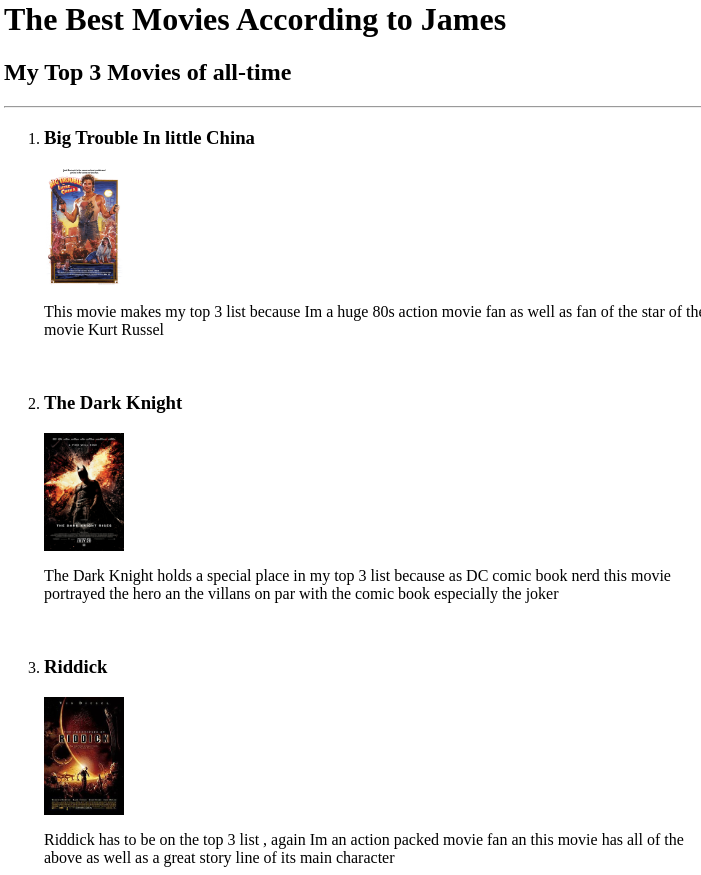 The Best Movies According to James
My Top 3 Movies of all-time
1. Big Trouble In little China
This movie makes my top 3 list because Im a huge 80s action movie fan as well as fan of the star of the
movie Kurt Russel
2. The Dark Knight
THE DARK KNIGHT RISES
The Dark Knight holds a special place in my top 3 list because as DC comic book nerd this movie
portrayed the hero an the villans on par with the comic book especially the joker
3. Riddick
VIN DIESEL
RIDDICK
Riddick has to be on the top 3 list , again Im an action packed movie fan an this movie has all of the
above as well as a great story line of its main character